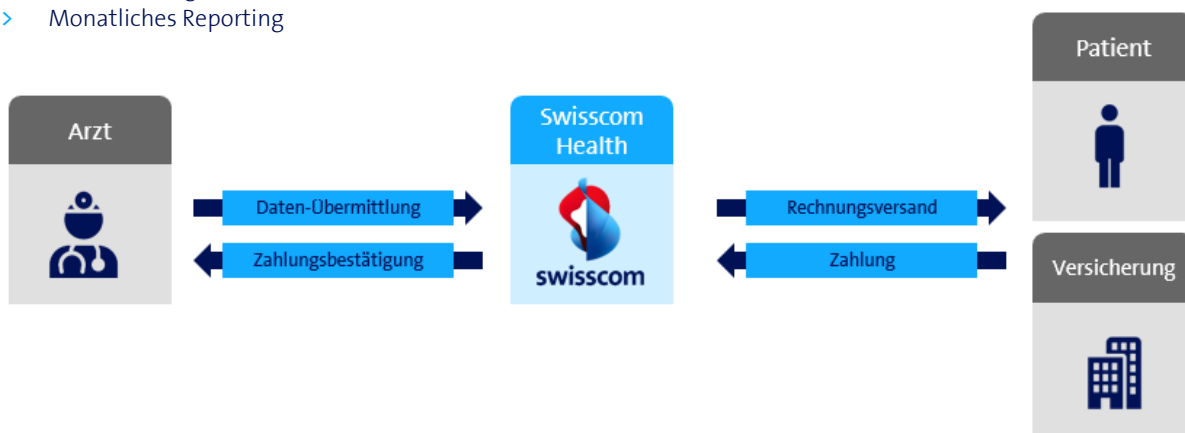 > Monatliches Reporting
Patient
Arzt
Swisscom
Health
Daten-Übermittlung
Rechnungsversand
Zahlungsbestätigung
Zahlung
swisscom
Versicherung